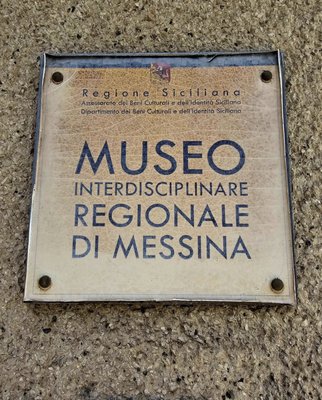 Regione Siciliana
Assessorato dei Beni Culturali e dell'Identità Siciliana
Dipartimento dei Beni Culturali e dell'Identità Siciliana
MUSEO
INTERDISCIPLINARE
REGIONALE
DI MESSINA